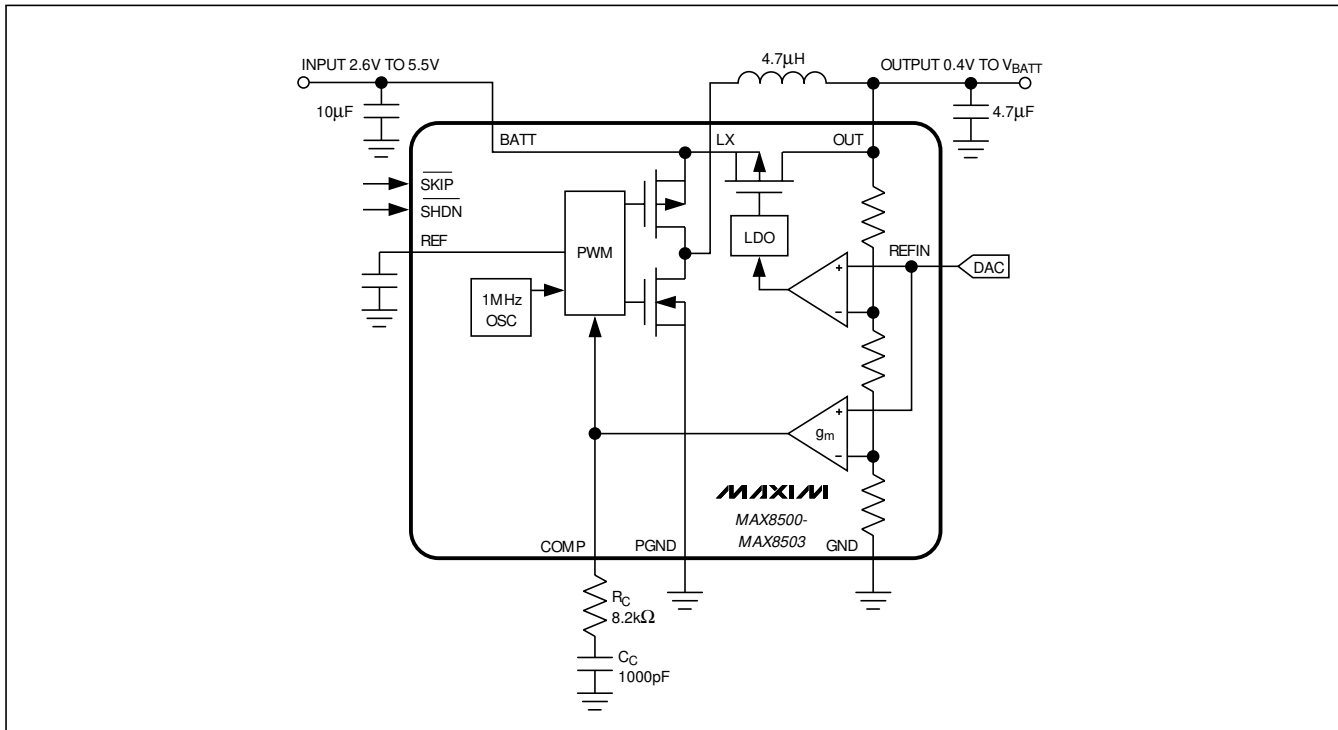 INPUT 2.6V TO 5.5V
4.7μH
OUTPUT 0.4V TO VBATT
10μF
4.7μF
BATT
LX
OUT
SKIP
SHDN
REF
PWM
LDO
REFIN
DAC
+
−
1MHz
OSC
+
gm
−
MAXIM
MAX8500-
MAX8503
COMP
PGND
GND
RC
8.2kΩ
CC
1000pF